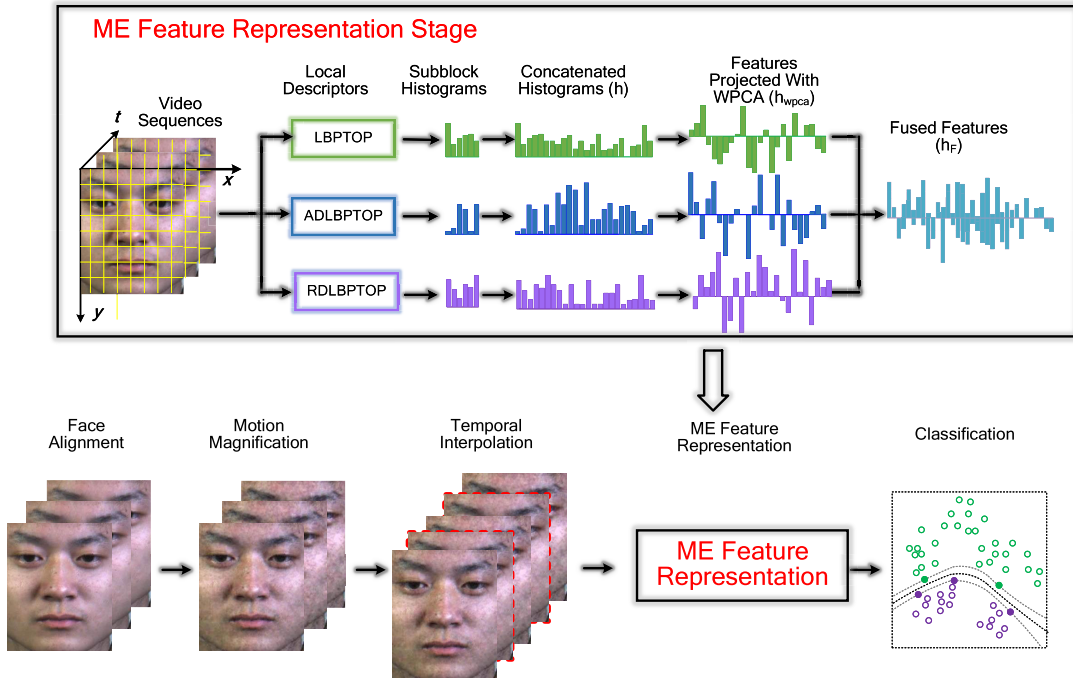 ME Feature Representation Stage
Video
Sequences
t
x
y
Local
Descriptors
Subblock
Histograms
Concatenated
Histograms (h)
Features
Projected With
WPCA (hwpca)
Fused Features
(hF)
LBPTOP
ADLBPTOP
RDLBPTOP
Face
Alignment
Motion
Magnification
Temporal
Interpolation
ME Feature
Representation
Classification
ME Feature
Representation